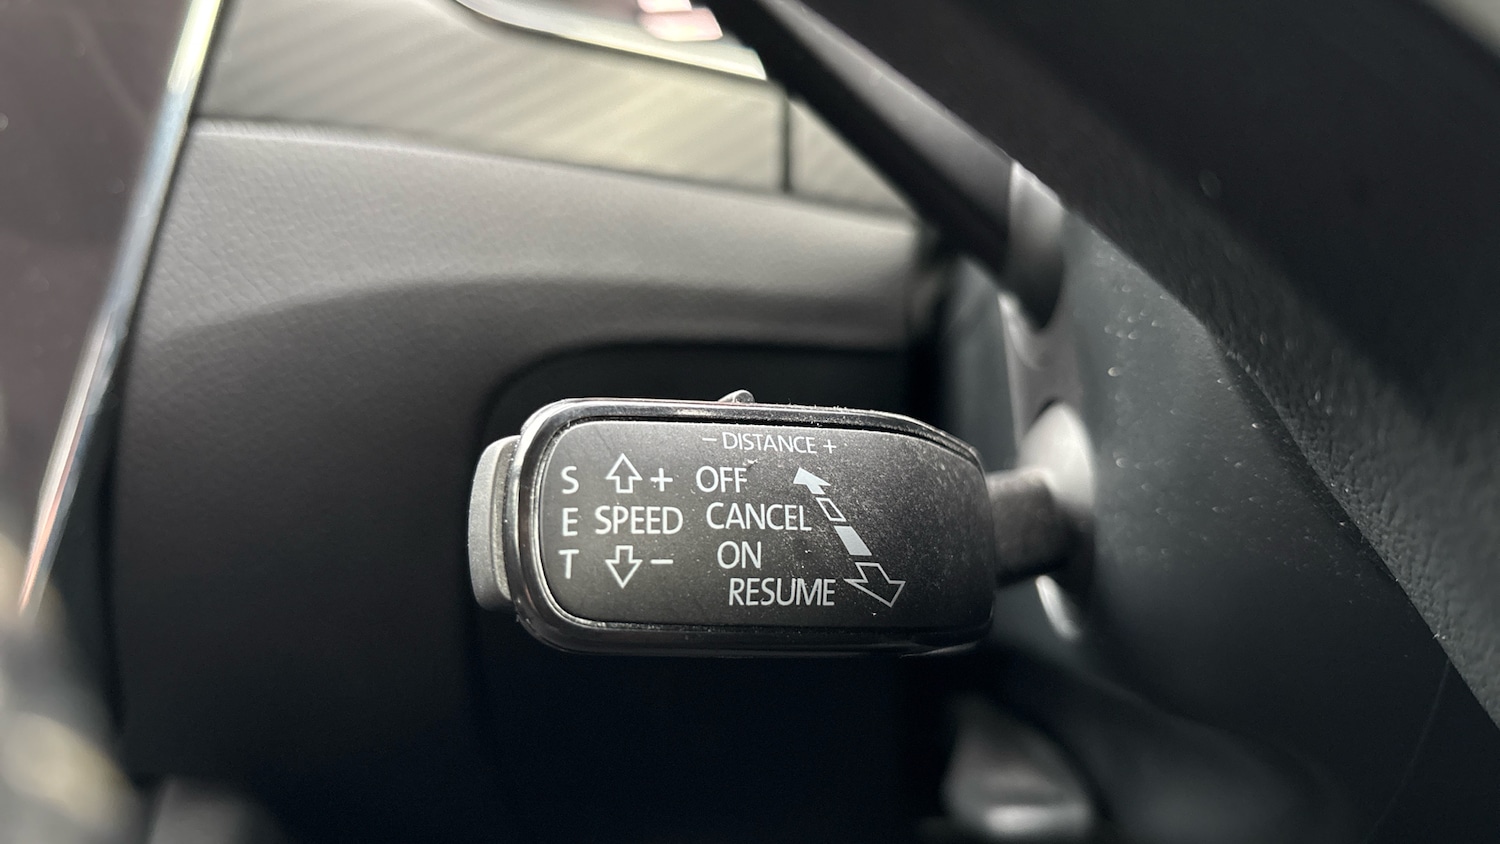 - DISTANCE +
S + OFF
E SPEED CANCEL
T - ON
RESUME